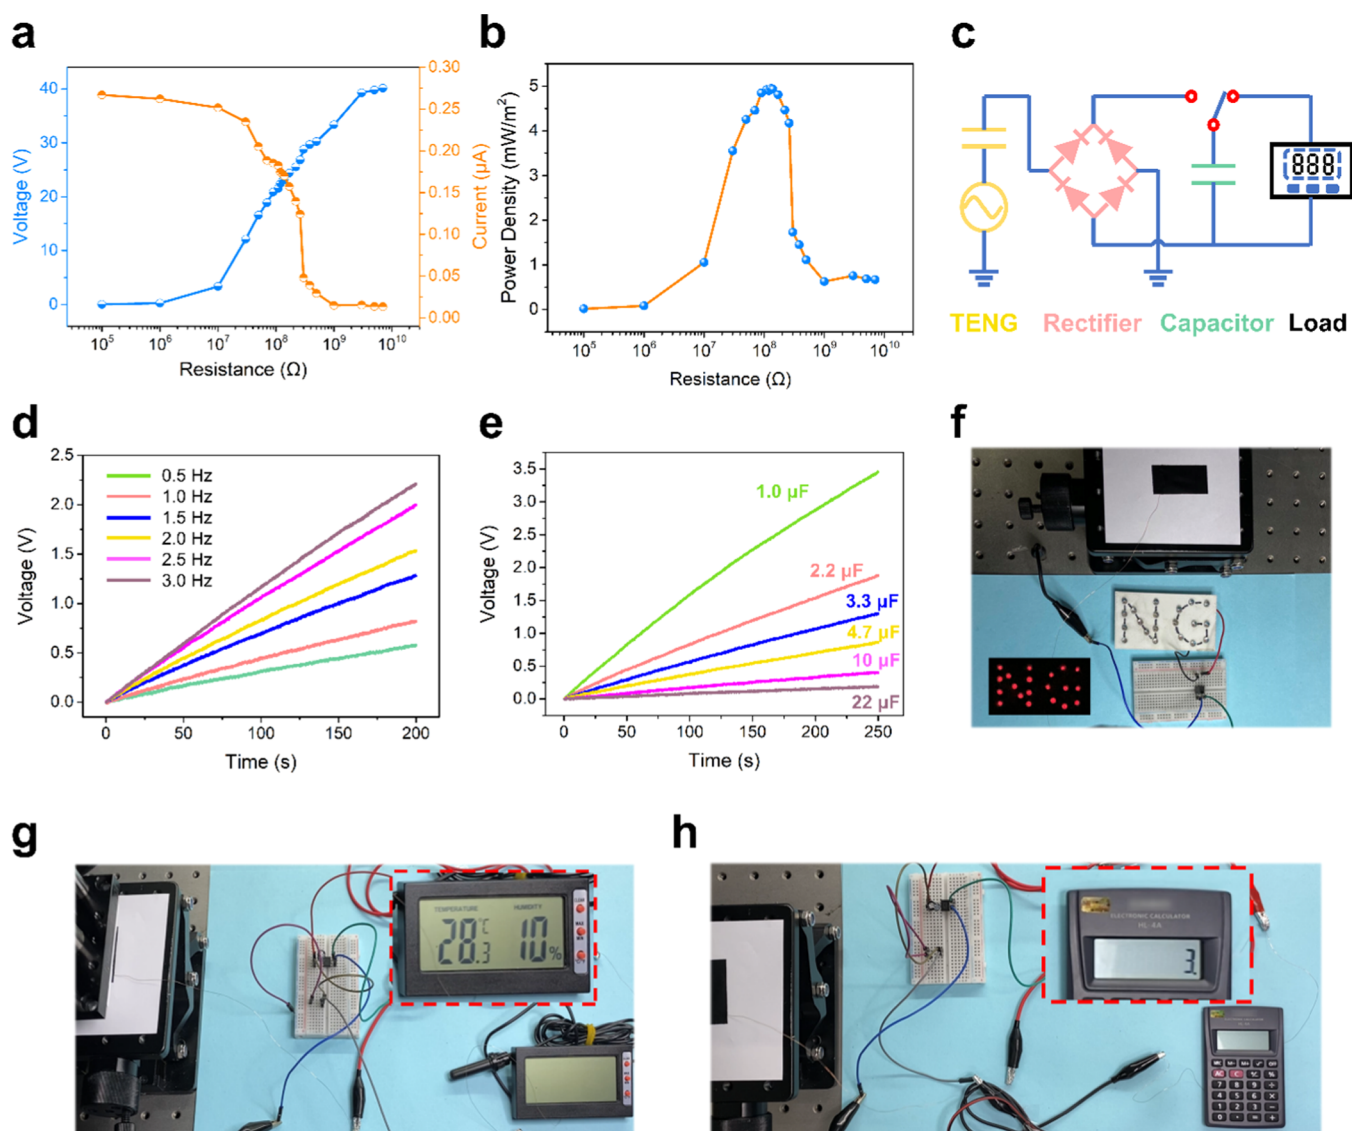 a
b
c
40
30
20
10
0
Voltage (V)
0.30
0.25
0.20
0.15
0.10
0.05
0.00
Current (μA)
10⁵ 10⁶ 10⁷ 10⁸ 10⁹ 10¹⁰
Resistance (Ω)
5
4
3
2
1
0
Power Density (mW/m²)
10⁵ 10⁶ 10⁷ 10⁸ 10⁹ 10¹⁰
Resistance (Ω)
888
TENG Rectifier Capacitor Load
d
e
f
2.5
2.0
1.5
1.0
0.5
0.0
Voltage (V)
0.5 Hz
1.0 Hz
1.5 Hz
2.0 Hz
2.5 Hz
3.0 Hz
0 50 100 150 200
Time (s)
3.5
3.0
2.5
2.0
1.5
1.0
0.5
0.0
Voltage (V)
1.0 μF
2.2 μF
3.3 μF
4.7 μF
10 μF
22 μF
0 50 100 150 200 250
Time (s)
g
h
TEMPERATURE HUMIDITY
28.3 °C 10%
ELECTRONIC CALCULATOR
HL-4A
3.